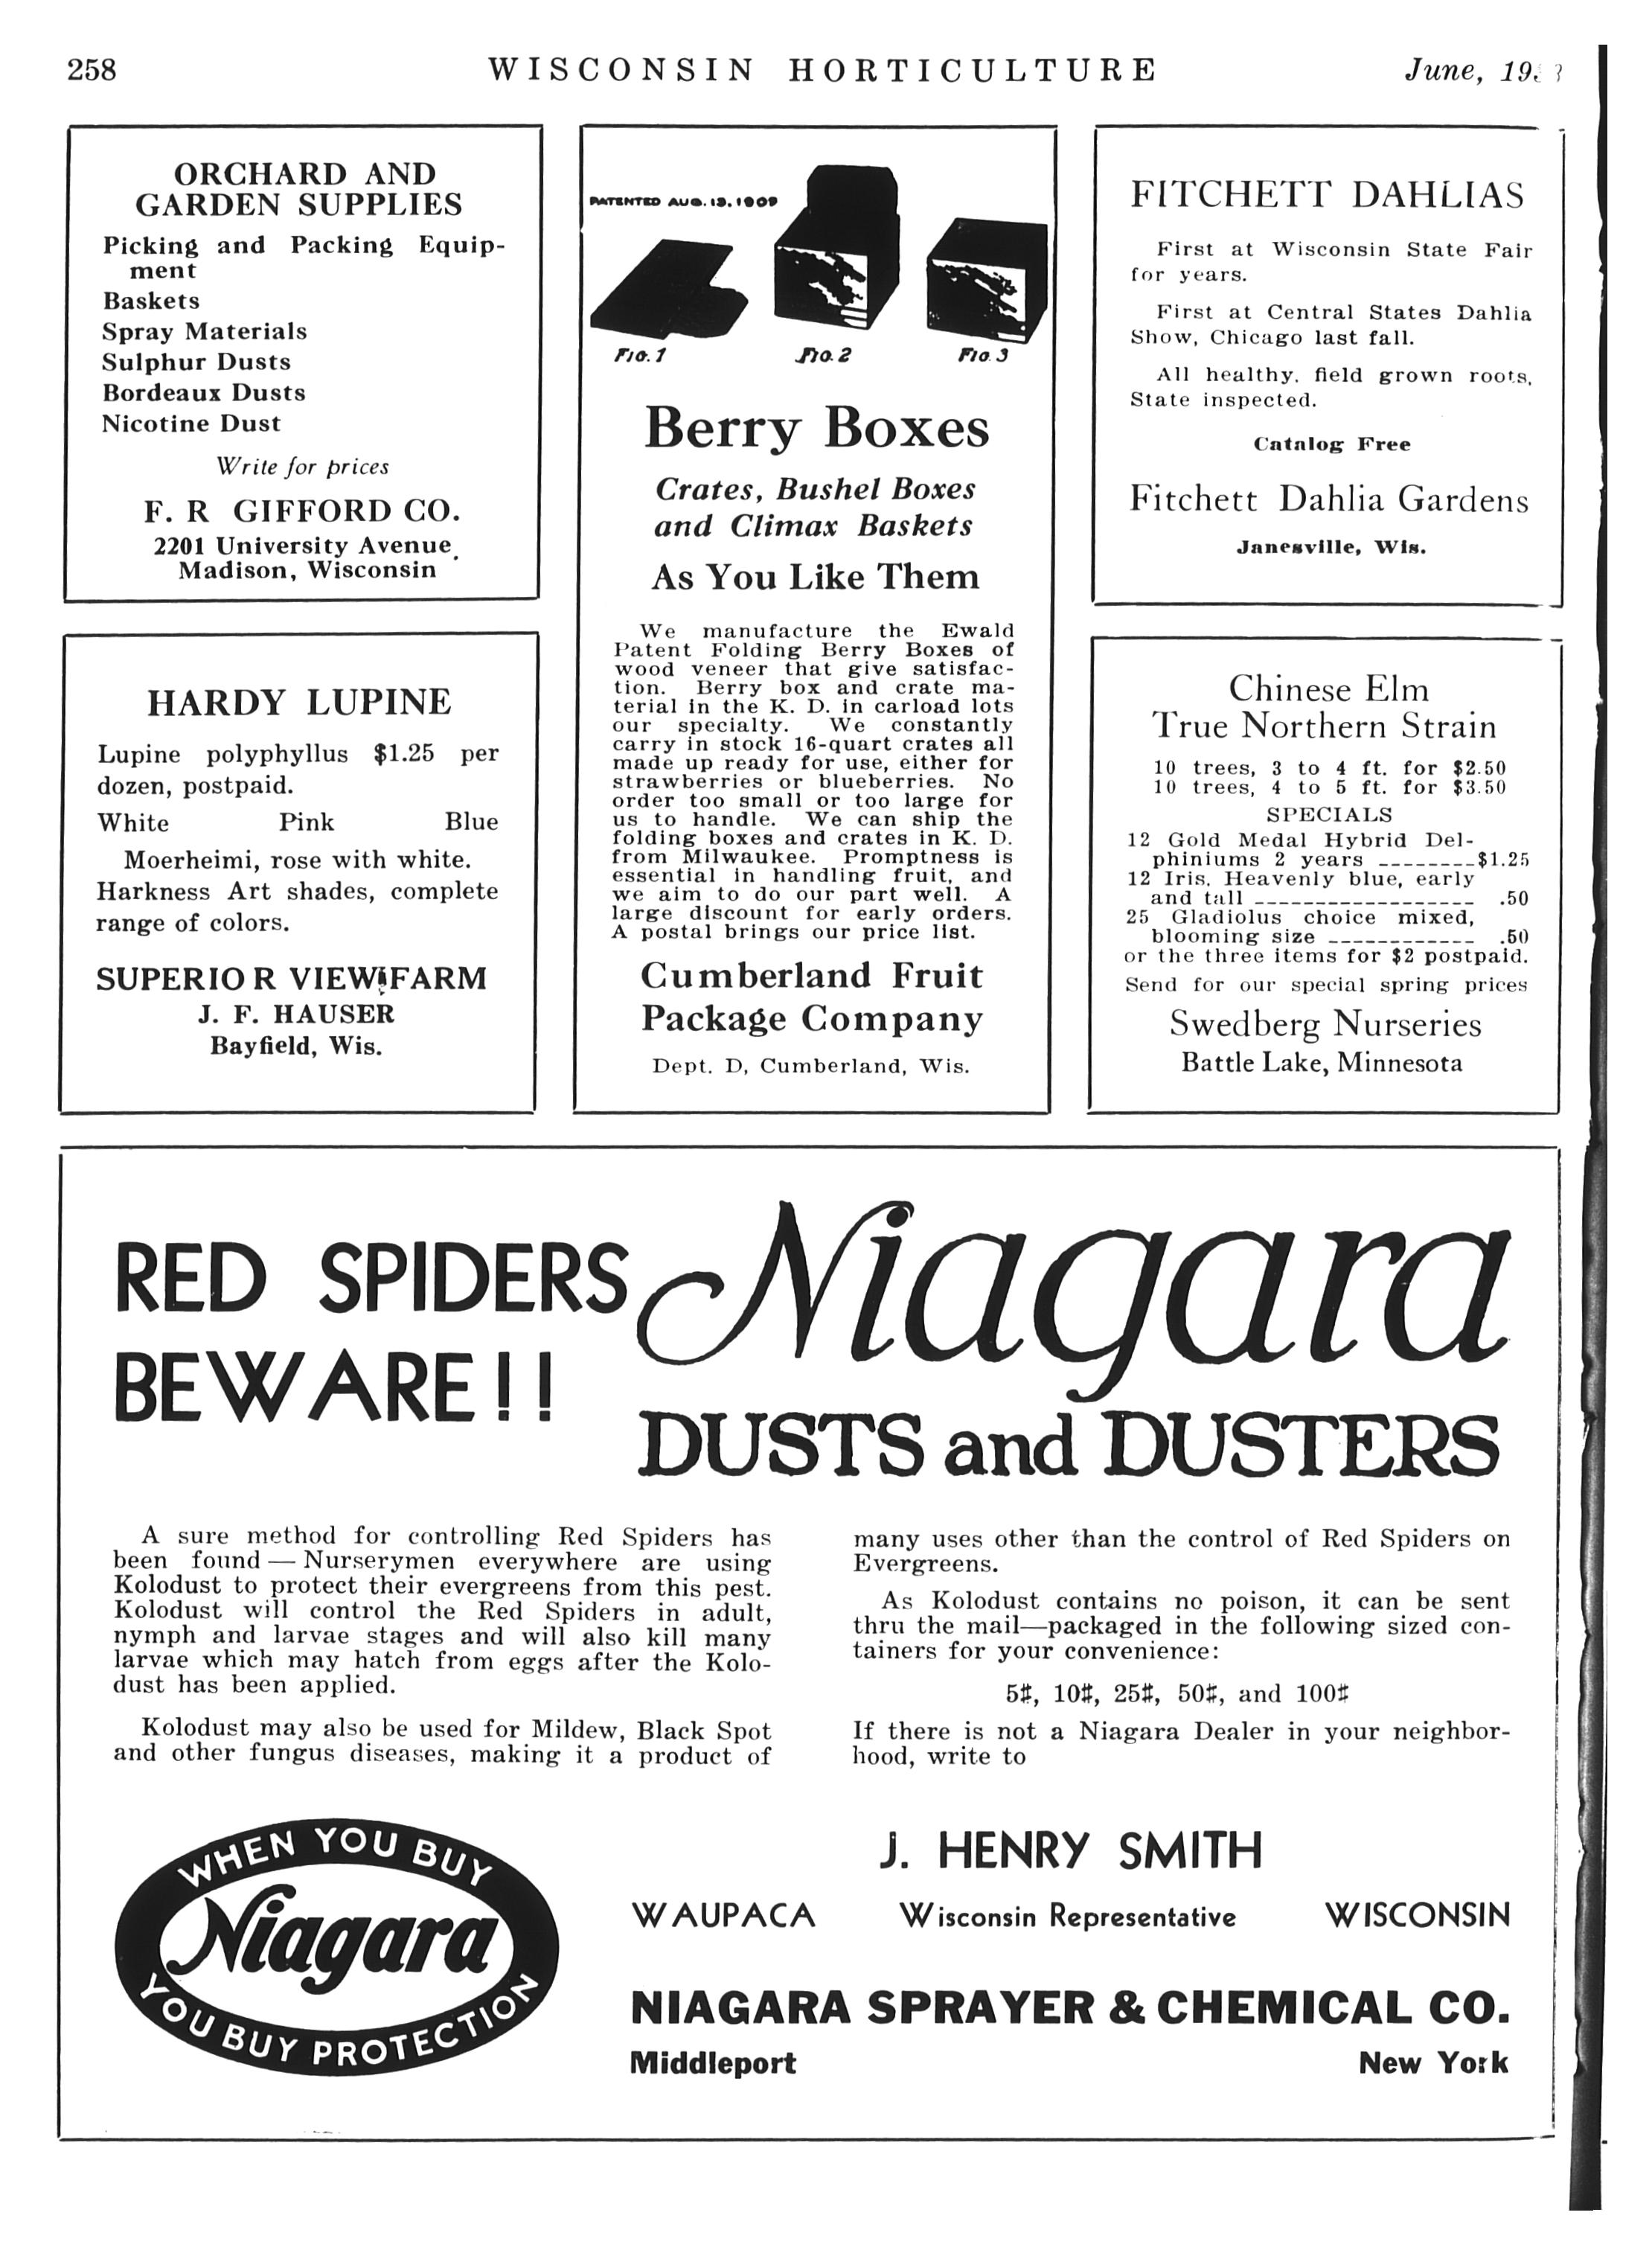 258
WISCONSIN HORTICULTURE
June, 19
ORCHARD AND
GARDEN SUPPLIES
Picking and Packing Equip-
ment
Baskets
Spray Materials
Sulphur Dusts
Bordeaux Dusts
Nicotine Dust
Write for prices
F. R GIFFORD CO.
2201 University Avenue
Madison, Wisconsin
HARDY LUPINE
Lupine polyphyllus $1.25 per
dozen, postpaid.
White Pink Blue
Moerheimi, rose with white.
Harkness Art shades, complete
range of colors.
SUPERIOR VIEW FARM
J. F. HAUSER
Bayfield, Wis.
PATENTED AUG. 13, 1909
FIG. 1
FIG. 2
FIG. 3
Berry Boxes
Crates, Bushel Boxes
and Climax Baskets
As You Like Them
We manufacture the Ewald
Patent Folding Berry Boxes of
wood veneer that give satisfac-
tion. Berry box and crate ma-
terial in the K. D. in carload lots
our specialty. We constantly
carry in stock 16-quart crates all
made up ready for use, either for
strawberries or blueberries. No
order too small or too large for
us to handle. We can ship the
folding boxes and crates in K. D.
from Milwaukee. Promptness is
essential in handling fruit, and
we aim to do our part well. A
large discount for early orders.
A postal brings our price list.
Cumberland Fruit
Package Company
Dept. D, Cumberland, Wis.
FITCHETT DAHLIAS
First at Wisconsin State Fair
for years.
First at Central States Dahlia
Show, Chicago last fall.
All healthy, field grown roots,
State inspected.
Catalog Free
Fitchett Dahlia Gardens
Janesville, Wis.
Chinese Elm
True Northern Strain
10 trees, 3 to 4 ft. for $2.50
10 trees, 4 to 5 ft. for $3.50
SPECIALS
12 Gold Medal Hybrid Del-
phiniums 2 years --------$1.25
12 Iris, Heavenly blue, early
and tall ------------------ .50
25 Gladiolus choice mixed,
blooming size ------------ .50
or the three items for $2 postpaid.
Send for our special spring prices
Swedberg Nurseries
Battle Lake, Minnesota
RED SPIDERS
BEWARE!!
Niagara
DUSTS and DUSTERS
A sure method for controlling Red Spiders has
been found — Nurserymen everywhere are using
Kolodust to protect their evergreens from this pest.
Kolodust will control the Red Spiders in adult,
nymph and larvae stages and will also kill many
larvae which may hatch from eggs after the Kolo-
dust has been applied.
Kolodust may also be used for Mildew, Black Spot
and other fungus diseases, making it a product of
many uses other than the control of Red Spiders on
Evergreens.
As Kolodust contains no poison, it can be sent
thru the mail—packaged in the following sized con-
tainers for your convenience:
5#, 10#, 25#, 50#, and 100#
If there is not a Niagara Dealer in your neighbor-
hood, write to
WHEN YOU BUY
Niagara
YOU BUY PROTECTION
J. HENRY SMITH
WAUPACA Wisconsin Representative WISCONSIN
NIAGARA SPRAYER & CHEMICAL CO.
Middleport New York